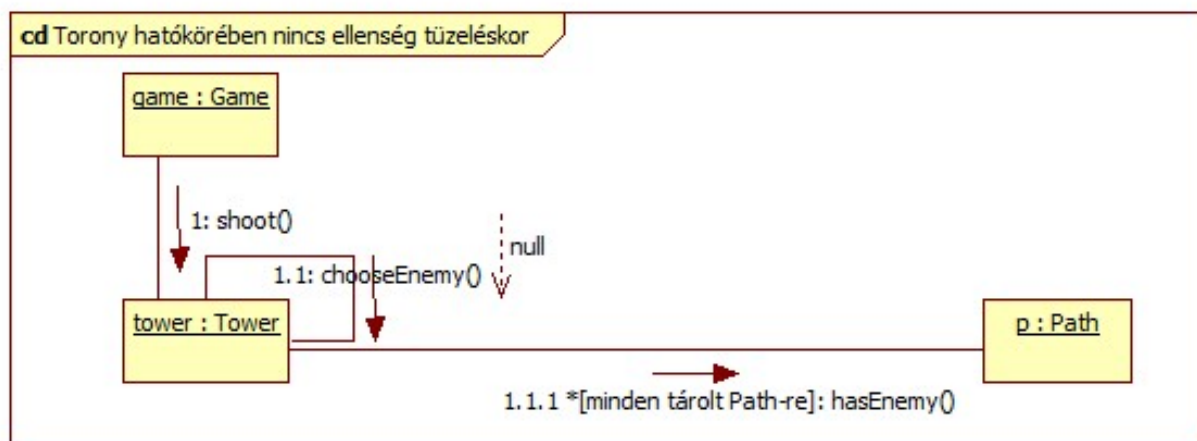 cd Torony hatókörében nincs ellenség tüzeléskor
game : Game
1: shoot()
null
1.1: chooseEnemy()
tower : Tower
p : Path
1.1.1 *[minden tárolt Path-re]: hasEnemy()